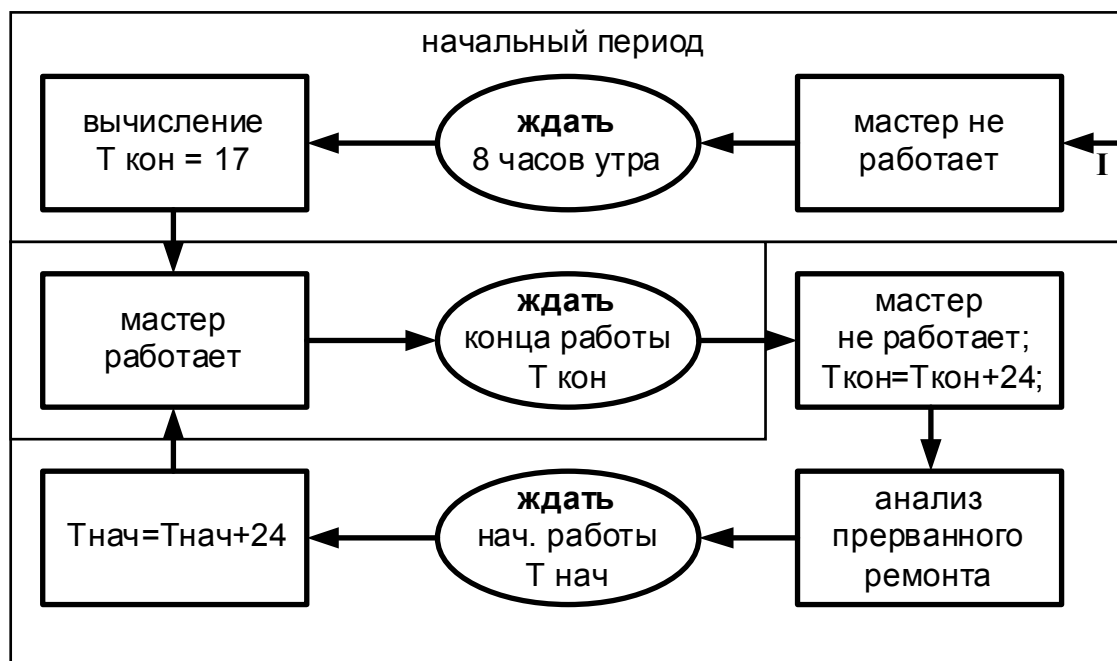 начальный период
вычисление
Т кон = 17
ждать
8 часов утра
мастер не
работает
I
мастер
работает
ждать
конца работы
Т кон
мастер
не работает;
Ткон=Ткон+24;
Тнач=Тнач+24
ждать
нач. работы
Т нач
анализ
прерванного
ремонта